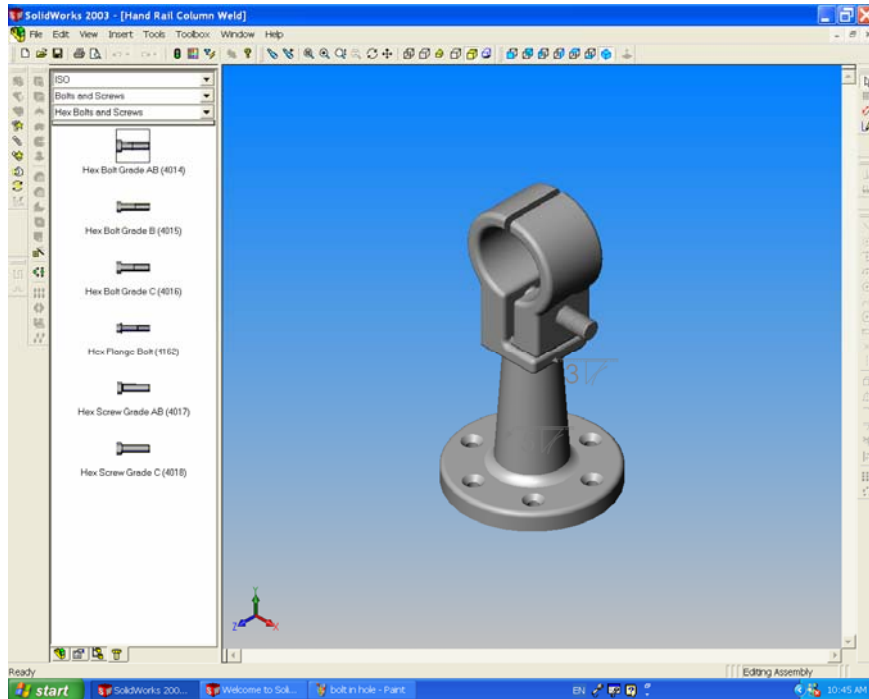 SolidWorks 2003 - [Hand Rail Column Weld]
File Edit View Insert Tools Toolbox Window Help
ISO
Bolts and Screws
Hex Bolts and Screws
Hex Bolt Grade AB (4014)
Hex Bolt Grade B (4015)
Hex Bolt Grade C (4016)
Hex Flange Bolt (4162)
Hex Screw Grade AB (4017)
Hex Screw Grade C (4018)
3
Y
Z
X
Ready
Editing Assembly
start
SolidWorks 200...
Welcome to Soli...
bolt in hole - Paint
EN
10:45 AM